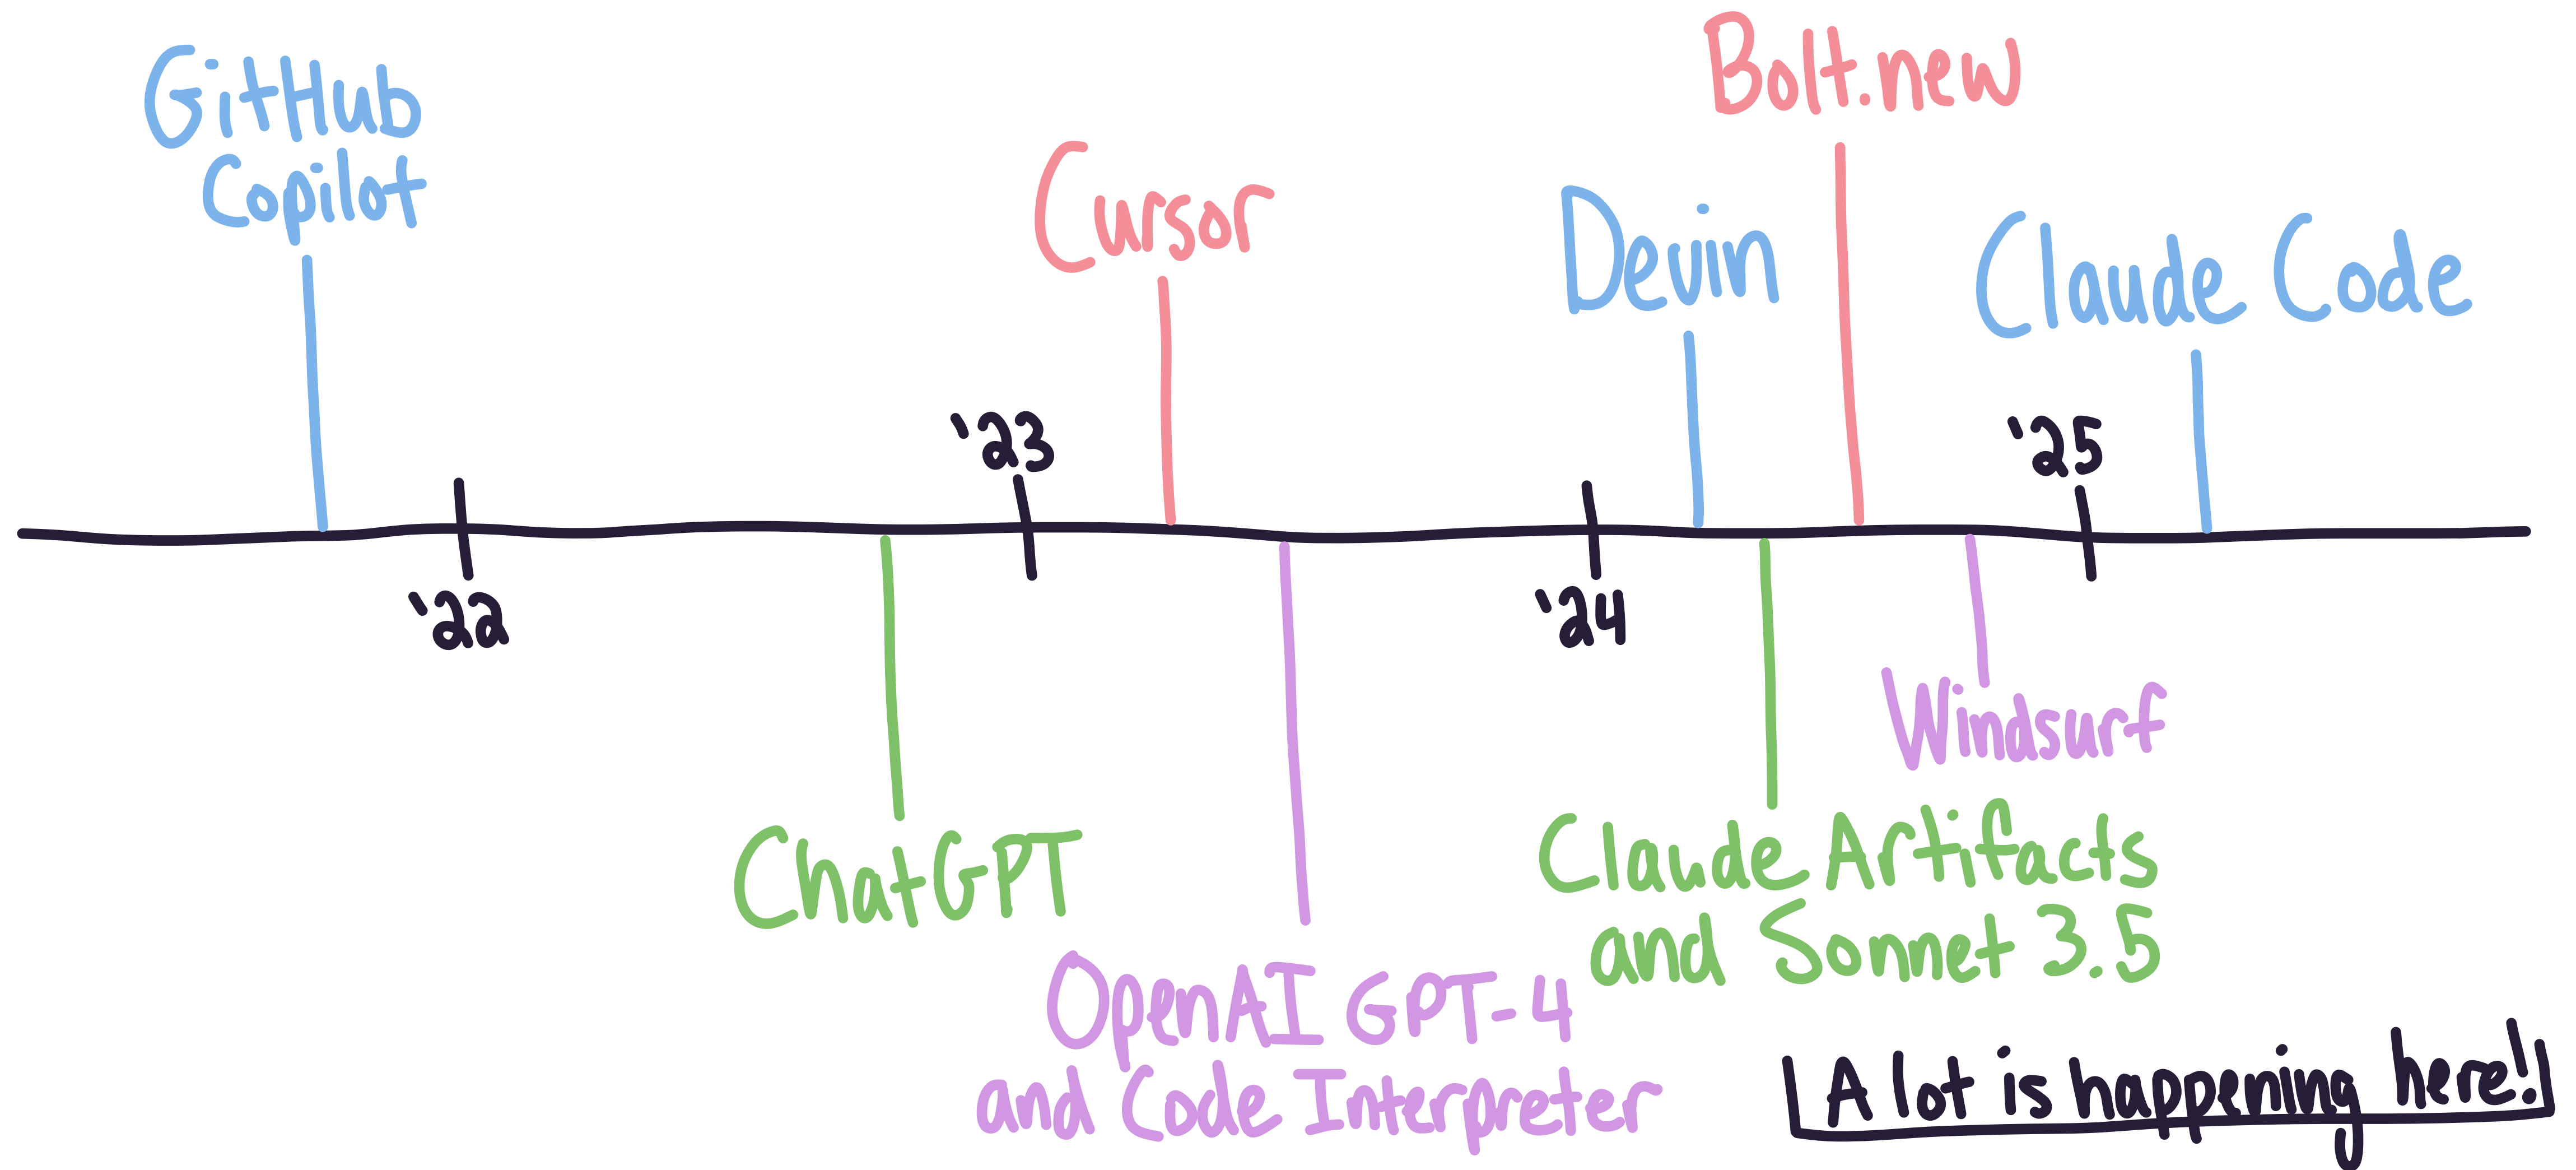 GitHub
Copilot
Cursor
Bolt.new
Devin
Claude Code
'22
'23
'24
'25
ChatGPT
OpenAI GPT-4
and Code Interpreter
Claude Artifacts
and Sonnet 3.5
Windsurf
A lot is happening here!